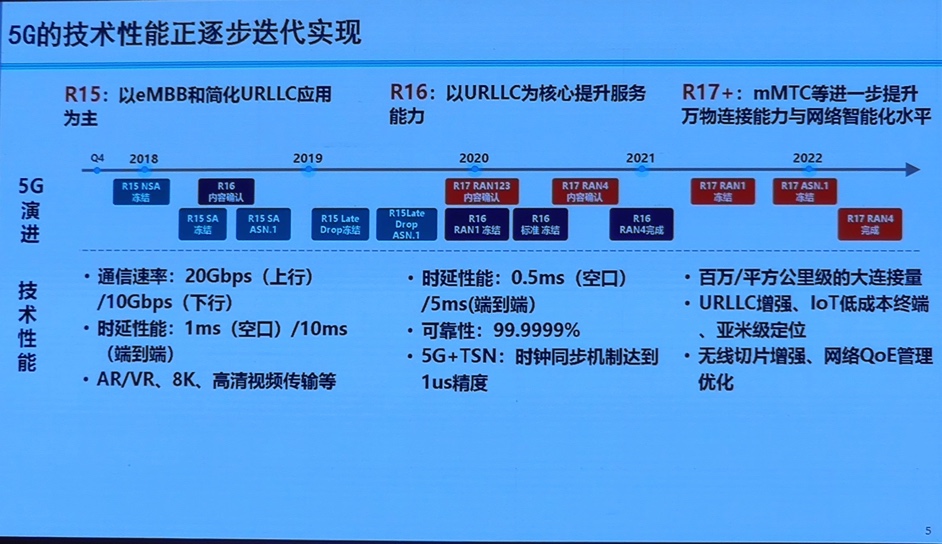 5G的技术性能正逐步迭代实现
R15：以eMBB和简化URLLC应用
为主
R16：以URLLC为核心提升服务
能力
R17+：mMTC等进一步提升
万物连接能力与网络智能化水平
Q4
2018
2019
2020
2021
2022
5G
演
进
R15 NSA
冻结
R16
内容确认
R17 RAN123
内容确认
R17 RAN4
内容确认
R17 RAN1
冻结
R17 ASN.1
冻结
R15 SA
冻结
R15 SA
ASN.1
R15 Late
Drop冻结
R15Late
Drop
ASN.1
R16
RAN1 冻结
R16
标准 冻结
R16
RAN4完成
R17 RAN4
完成
技
术
性
能
• 通信速率：20Gbps（上行）
/10Gbps（下行）
• 时延性能：1ms（空口）/10ms
（端到端）
• AR/VR、8K、高清视频传输等
• 时延性能：0.5ms（空口）
/5ms(端到端)
• 可靠性：99.9999%
• 5G+TSN：时钟同步机制达到
1us精度
• 百万/平方公里级的大连接量
• URLLC增强、IoT低成本终端
、亚米级定位
• 无线切片增强、网络QoE管理
优化
5